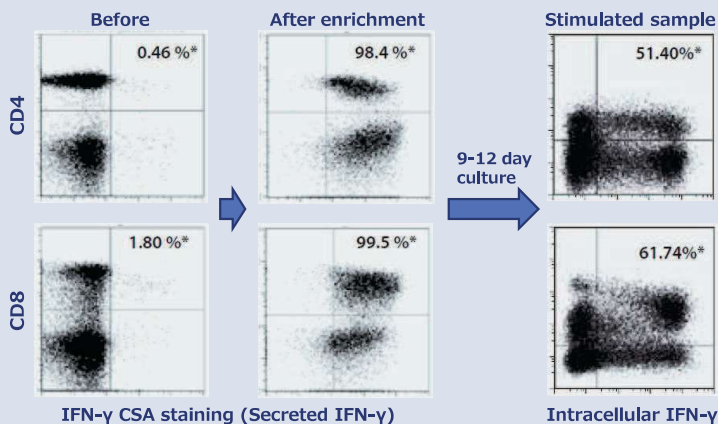 Before
After enrichment
Stimulated sample
CD4
0.46 %*
98.4 %*
51.40%*
9-12 day
culture
CD8
1.80 %*
99.5 %*
61.74%*
IFN-γ CSA staining (Secreted IFN-γ)
Intracellular IFN-γ